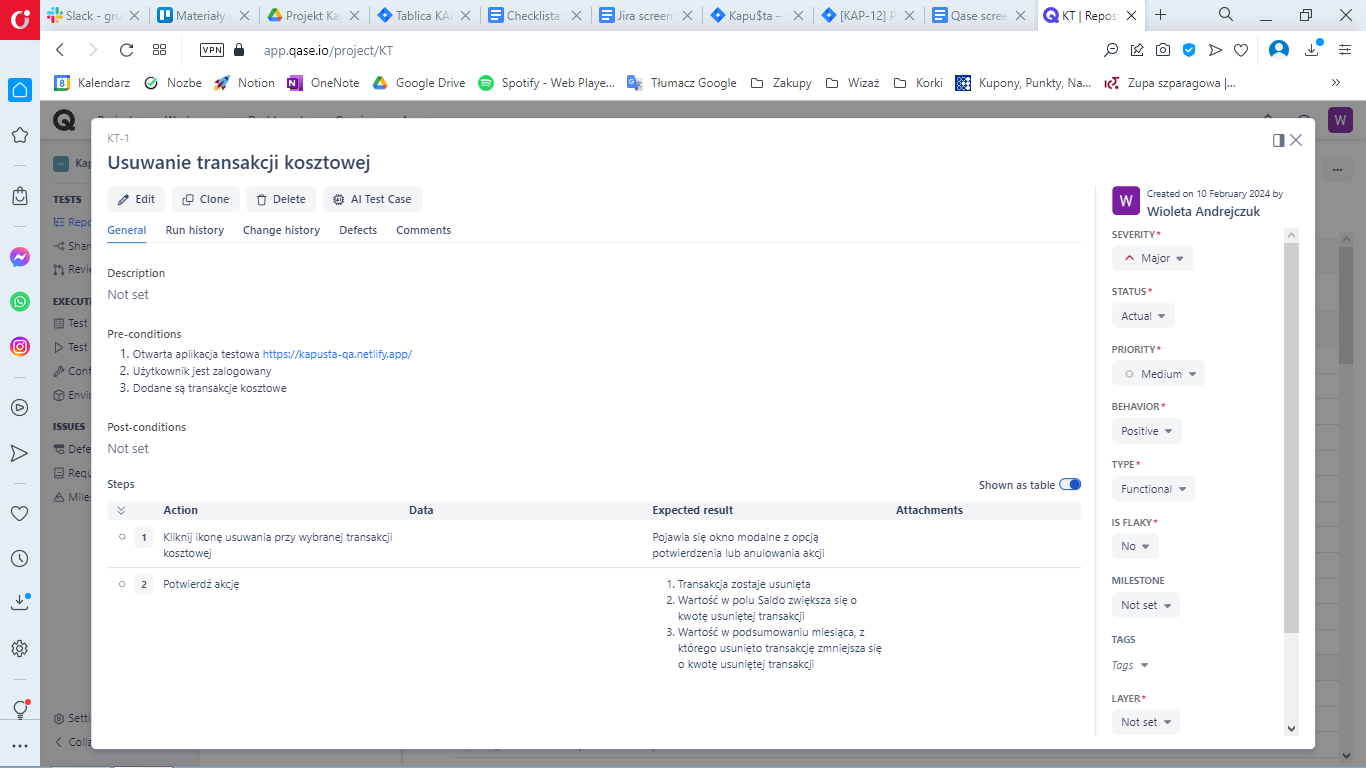 Slack - gru
Materiały
Projekt Kap
Tablica KAP
Checklista
Jira screen
Kapu$ta –
[KAP-12] P
Qase scree
KT | Repos
VPN app.qase.io/project/KT
Kalendarz Nozbe Notion OneNote Google Drive Spotify - Web Playe... Tłumacz Google Zakupy Wizaż Korki Kupony, Punkty, Na... Zupa szparagowa |... »
W
Kap
TESTS
Repo
Share
Revie
EXECUT
Test
Test
Conf
Envir
ISSUES
Defe
Requ
Miles
Setti
Colla
KT-1
Usuwanie transakcji kosztowej
Edit Clone Delete AI Test Case
General Run history Change history Defects Comments
Description
Not set
Pre-conditions
1. Otwarta aplikacja testowa https://kapusta-qa.netlify.app/
2. Użytkownik jest zalogowany
3. Dodane są transakcje kosztowe
Post-conditions
Not set
Steps Shown as table
Action Data Expected result Attachments
1 Kliknij ikonę usuwania przy wybranej transakcji
kosztowej
Pojawia się okno modalne z opcją
potwierdzenia lub anulowania akcji
2 Potwierdź akcję
1. Transakcja zostaje usunięta
2. Wartość w polu Saldo zwiększa się o
kwotę usuniętej transakcji
3. Wartość w podsumowaniu miesiąca, z
którego usunięto transakcję zmniejsza się
o kwotę usuniętej transakcji
W
Created on 10 February 2024 by
Wioleta Andrejczuk
SEVERITY*
Major
STATUS*
Actual
PRIORITY*
Medium
BEHAVIOR*
Positive
TYPE*
Functional
IS FLAKY*
No
MILESTONE
Not set
TAGS
Tags
LAYER*
Not set